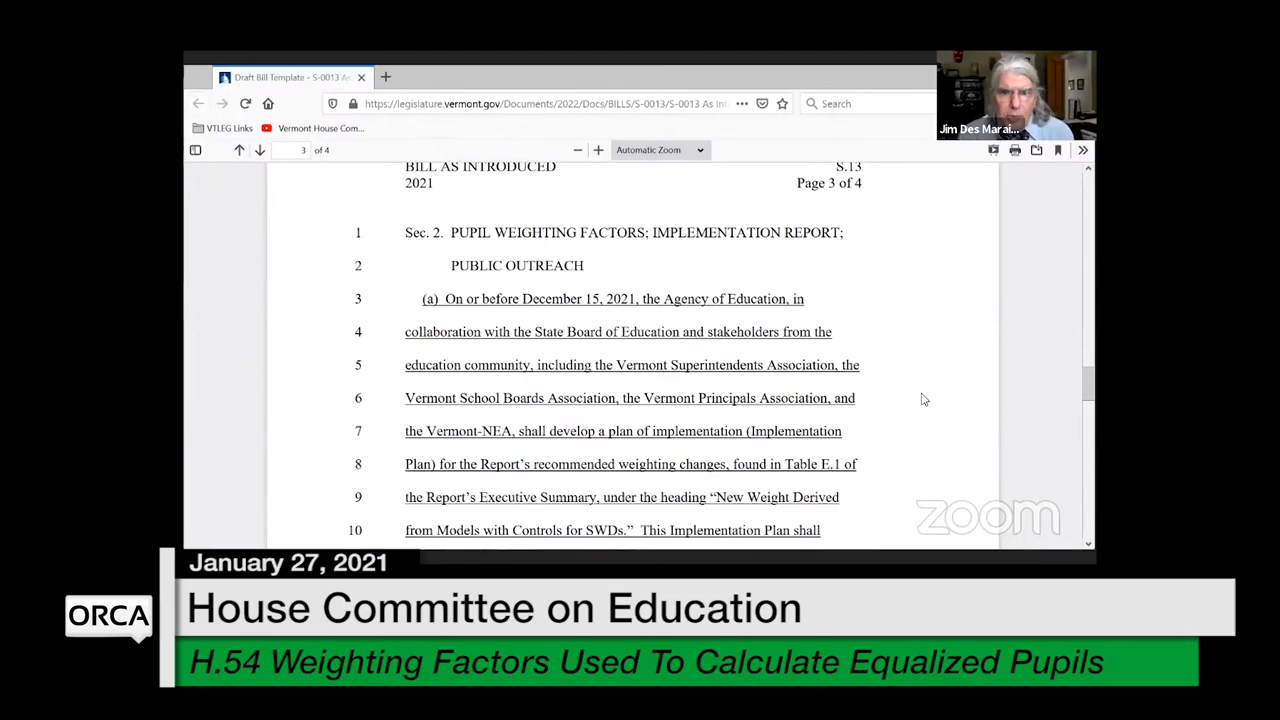 Draft Bill Template - S-0013 As
https://legislature.vermont.gov/Documents/2022/Docs/BILLS/S-0013/S-0013 As In
Search
Jim Des Marai...
VTLEG Links
Vermont House Com...
3 of 4
Automatic Zoom
BILL AS INTRODUCED S.13
2021 Page 3 of 4
1 Sec. 2. PUPIL WEIGHTING FACTORS; IMPLEMENTATION REPORT;
2 PUBLIC OUTREACH
3 (a) On or before December 15, 2021, the Agency of Education, in
4 collaboration with the State Board of Education and stakeholders from the
5 education community, including the Vermont Superintendents Association, the
6 Vermont School Boards Association, the Vermont Principals Association, and
7 the Vermont-NEA, shall develop a plan of implementation (Implementation
8 Plan) for the Report’s recommended weighting changes, found in Table E.1 of
9 the Report’s Executive Summary, under the heading “New Weight Derived
10 from Models with Controls for SWDs.” This Implementation Plan shall
zoom
January 27, 2021
ORCA
House Committee on Education
H.54 Weighting Factors Used To Calculate Equalized Pupils